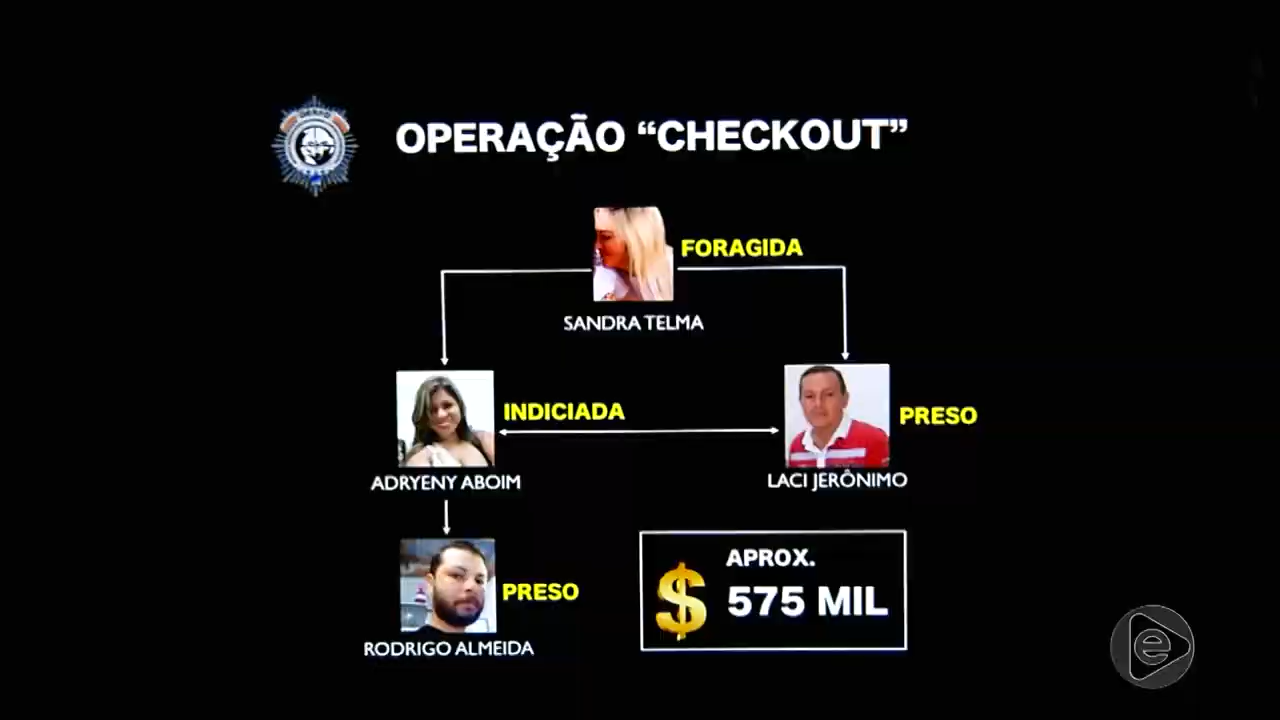 OPERAÇÃO “CHECKOUT”
FORAGIDA
SANDRA TELMA
INDICIADA
PRESO
ADRYENY ABOIM
LACI JERÔNIMO
PRESO
RODRIGO ALMEIDA
$
APROX.
575 MIL
e